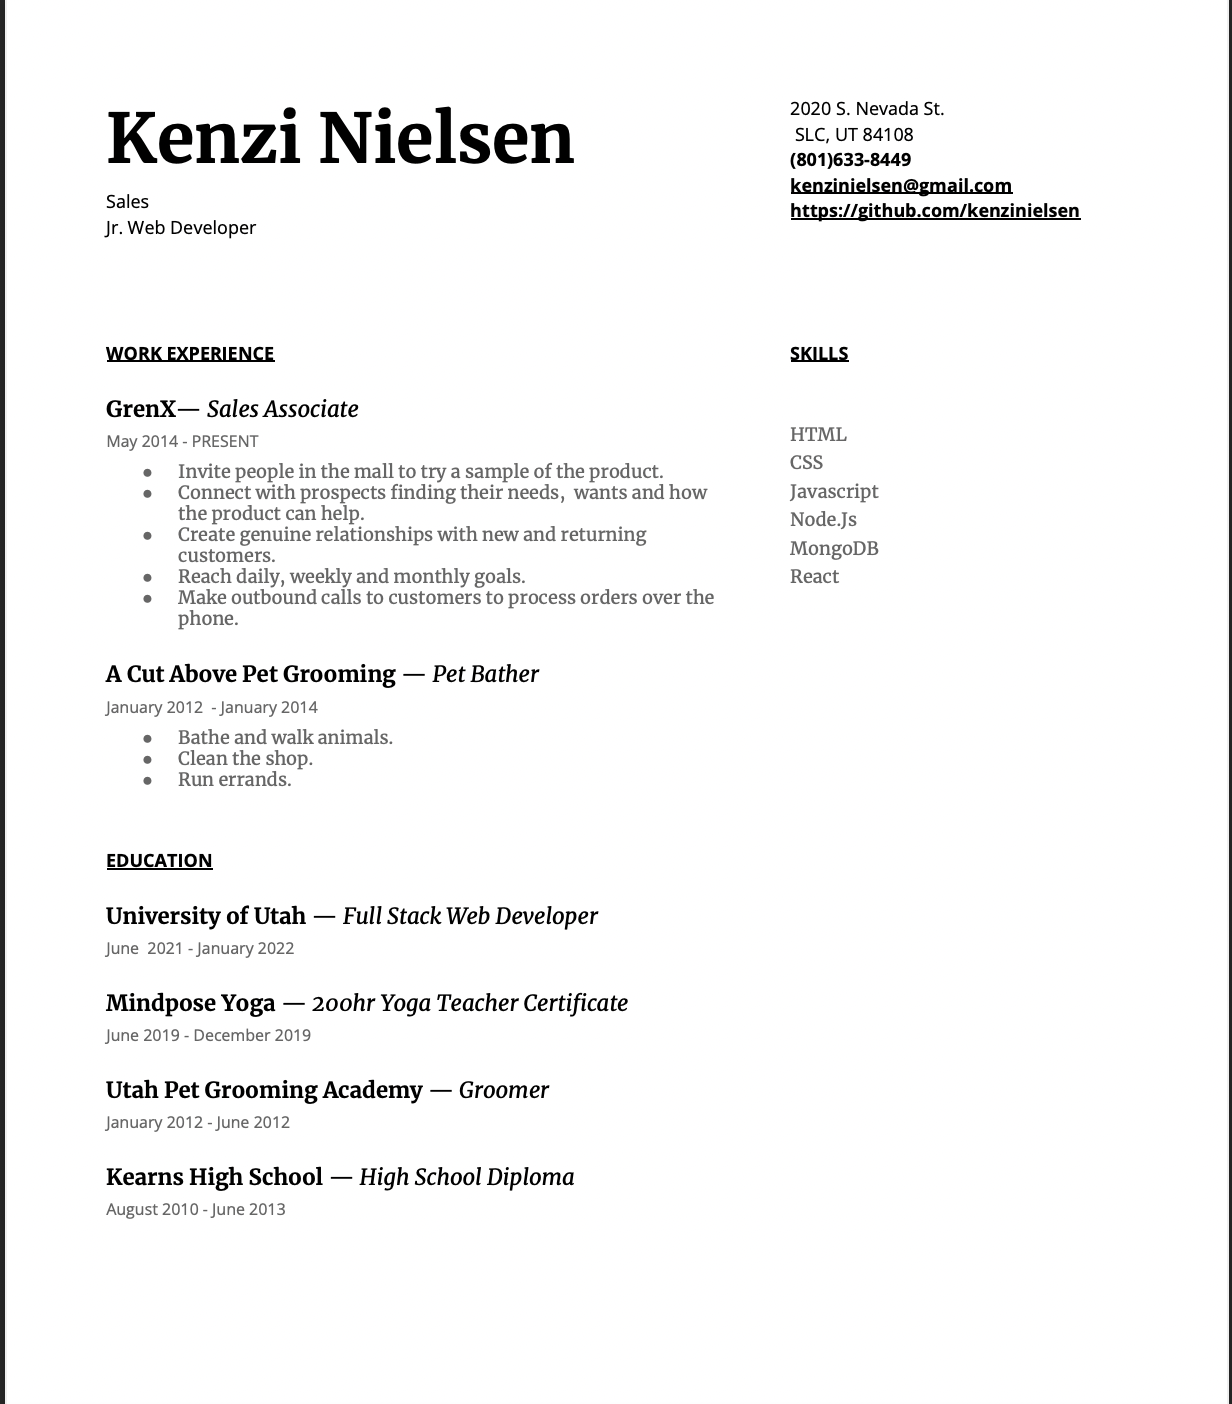 Kenzi Nielsen
Sales
Jr. Web Developer
2020 S. Nevada St.
SLC, UT 84108
(801)633-8449
kenzinielsen@gmail.com
https://github.com/kenzinielsen
WORK EXPERIENCE
GrenX— Sales Associate
May 2014 - PRESENT
● Invite people in the mall to try a sample of the product.
● Connect with prospects finding their needs,  wants and how
the product can help.
● Create genuine relationships with new and returning
customers.
● Reach daily, weekly and monthly goals.
● Make outbound calls to customers to process orders over the
phone.
A Cut Above Pet Grooming — Pet Bather
January 2012  - January 2014
● Bathe and walk animals.
● Clean the shop.
● Run errands.
EDUCATION
University of Utah — Full Stack Web Developer
June  2021 - January 2022
Mindpose Yoga — 200hr Yoga Teacher Certificate
June 2019 - December 2019
Utah Pet Grooming Academy — Groomer
January 2012 - June 2012
Kearns High School — High School Diploma
August 2010 - June 2013
SKILLS
HTML
CSS
Javascript
Node.Js
MongoDB
React